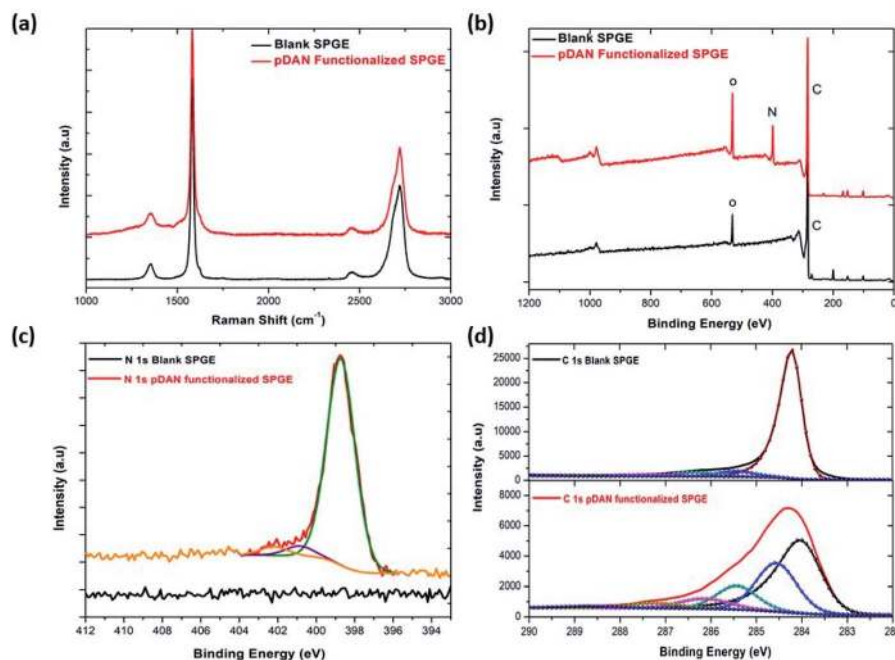 (a)
Blank SPGE
pDAN Functionalized SPGE
Intensity (a.u)
1000 1500 2000 2500 3000
Raman Shift (cm⁻¹)
(b)
Blank SPGE
pDAN Functionalized SPGE
O
N
C
O
C
Intensity (a.u)
1200 1000 800 600 400 200 0
Binding Energy (eV)
(c)
N 1s Blank SPGE
N 1s pDAN functionalized SPGE
Intensity (a.u)
412 410 408 406 404 402 400 398 396 394
Binding Energy (eV)
(d)
C 1s Blank SPGE
25000
20000
15000
10000
5000
0
C 1s pDAN functionalized SPGE
8000
6000
4000
2000
0
Intensity (a.u)
290 289 288 287 286 285 284 283 282
Binding Energy (eV)